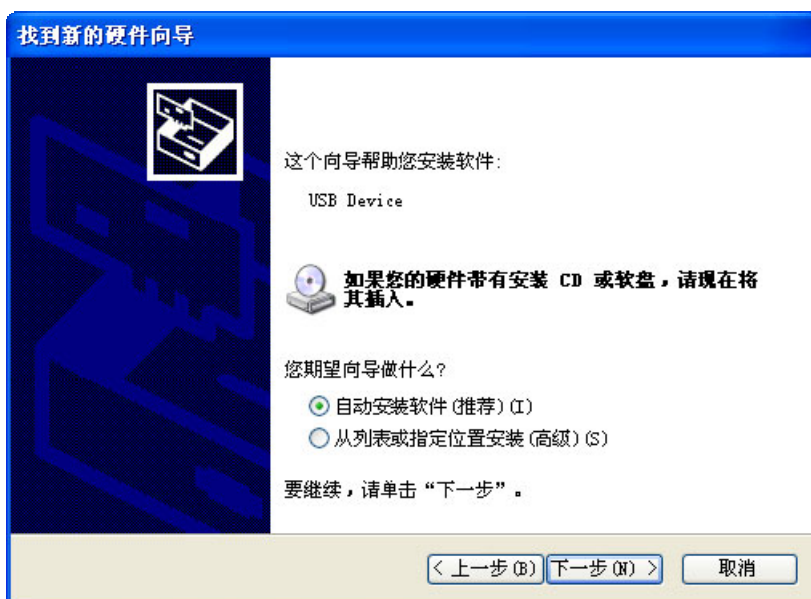 找到新的硬件向导
这个向导帮助您安装软件:
USB Device
如果您的硬件带有安装 CD 或软盘，请现在将
其插入。
您期望向导做什么?
自动安装软件(推荐)(I)
从列表或指定位置安装(高级)(S)
要继续，请单击“下一步”。
< 上一步(B) 下一步(N) > 取消